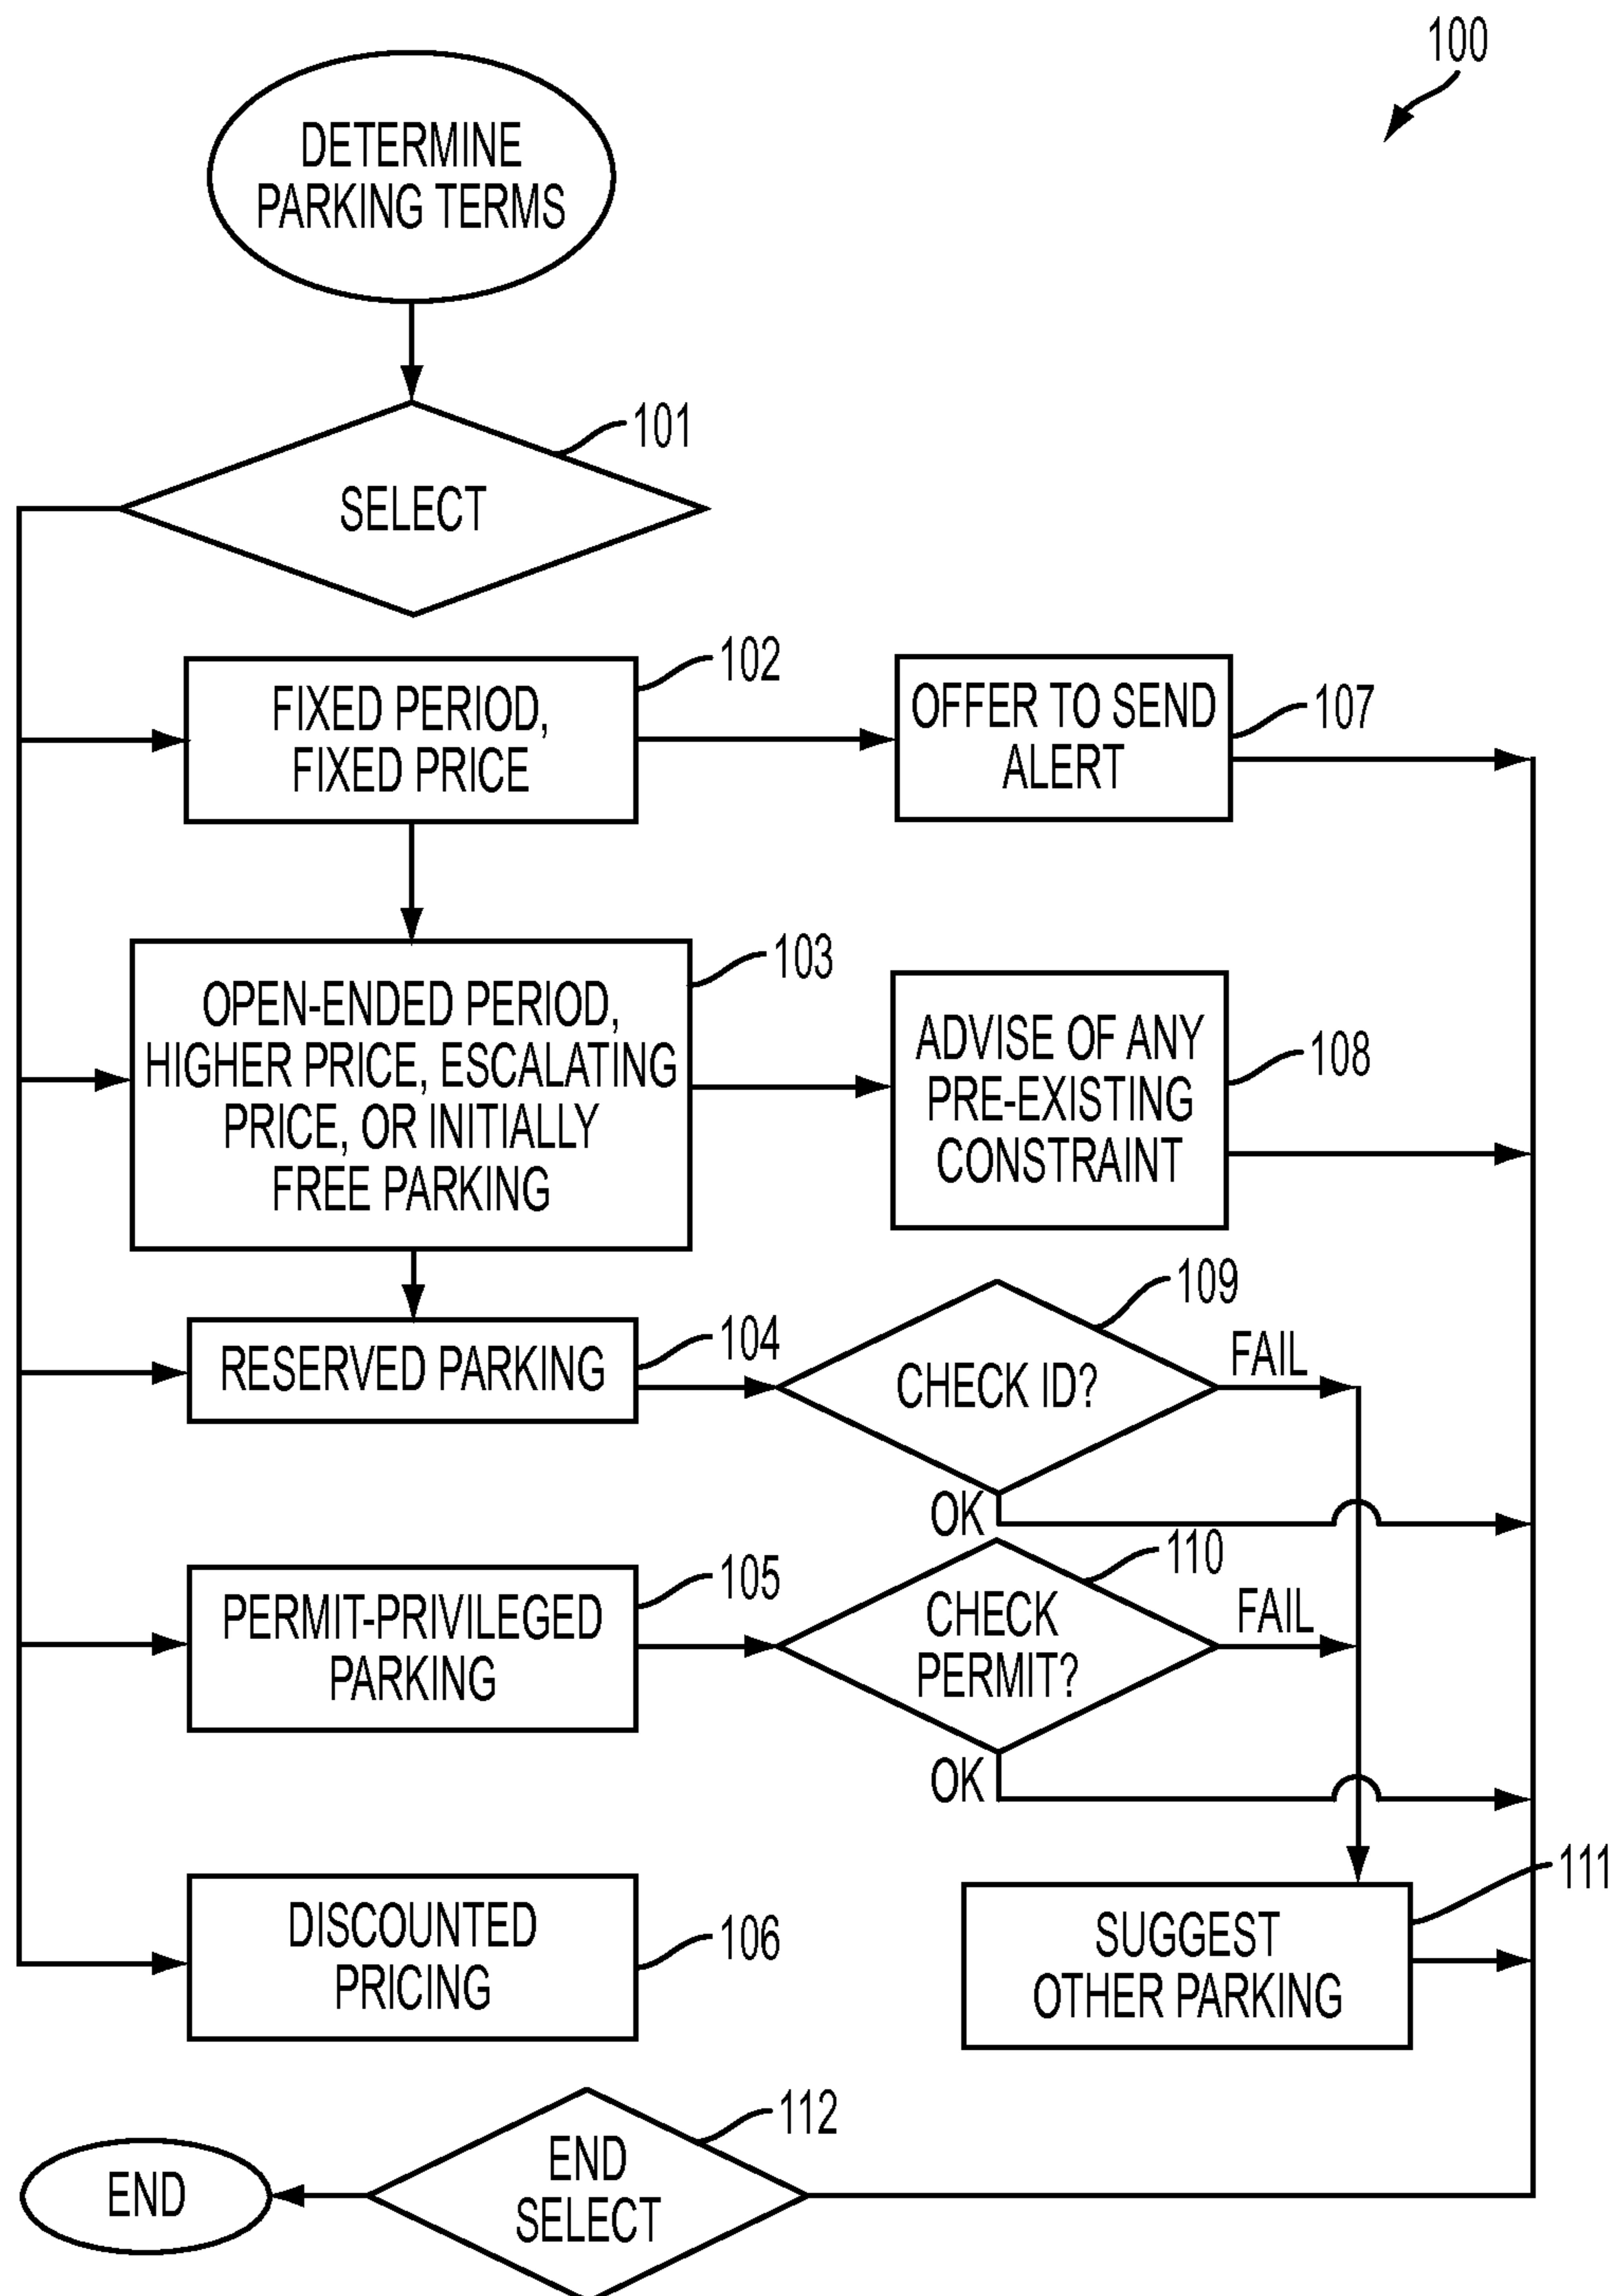 100
DETERMINE
PARKING TERMS
101
SELECT
102
FIXED PERIOD,
FIXED PRICE
OFFER TO SEND
ALERT
107
103
OPEN-ENDED PERIOD,
HIGHER PRICE, ESCALATING
PRICE, OR INITIALLY
FREE PARKING
ADVISE OF ANY
PRE-EXISTING
CONSTRAINT
108
RESERVED PARKING
104
109
CHECK ID?
FAIL
OK
PERMIT-PRIVILEGED
PARKING
105
110
CHECK
PERMIT?
FAIL
OK
DISCOUNTED
PRICING
106
111
SUGGEST
OTHER PARKING
112
END
SELECT
END